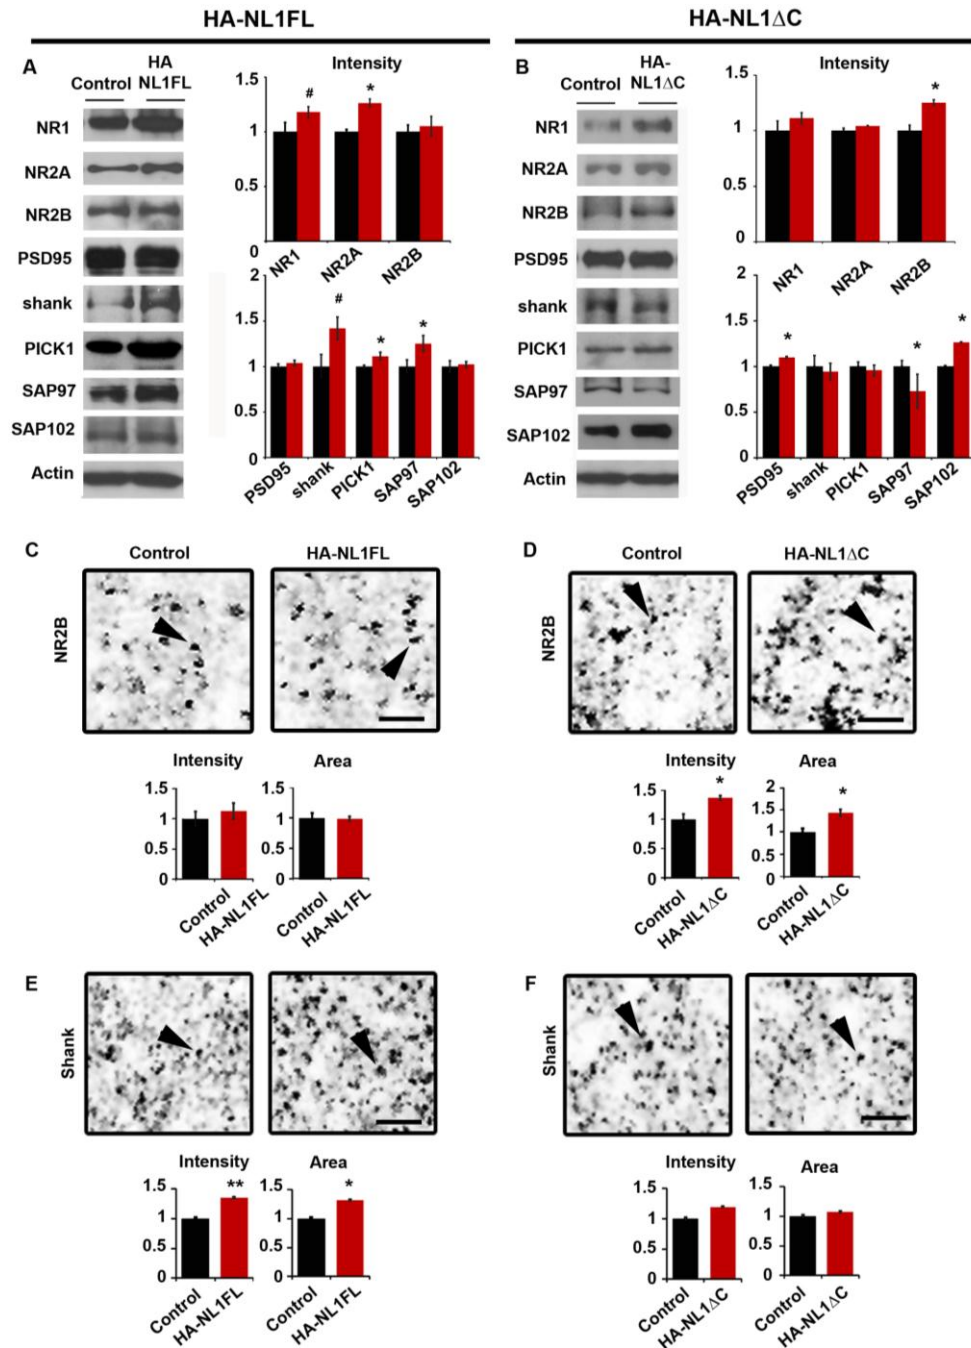 HA-NL1FL
HA-NL1ΔC
A
Control
HA
NL1FL
NR1
NR2A
NR2B
PSD95
shank
PICK1
SAP97
SAP102
Actin
Intensity
1.5
1
0.5
0
#
*
NR1
NR2A
NR2B
2
1.5
1
0.5
0
#
*
*
PSD95
shank
PICK1
SAP97
SAP102
B
Control
HA-
NL1ΔC
NR1
NR2A
NR2B
PSD95
shank
PICK1
SAP97
SAP102
Actin
Intensity
1.5
1
0.5
0
*
NR1
NR2A
NR2B
2
1.5
1
0.5
0
*
*
*
PSD95
shank
PICK1
SAP97
SAP102
C
Control
HA-NL1FL
NR2B
Intensity
1.5
1
0.5
0
Control
HA-NL1FL
Area
1.5
1
0.5
0
Control
HA-NL1FL
D
Control
HA-NL1ΔC
NR2B
Intensity
1.5
1
0.5
0
*
Control
HA-NL1ΔC
Area
2
1.5
1
0.5
0
*
Control
HA-NL1ΔC
E
Shank
Intensity
1.5
1
0.5
0
**
Control
HA-NL1FL
Area
1.5
1
0.5
0
*
Control
HA-NL1FL
F
Shank
Intensity
1.5
1
0.5
0
Control
HA-NL1ΔC
Area
1.5
1
0.5
0
Control
HA-NL1ΔC